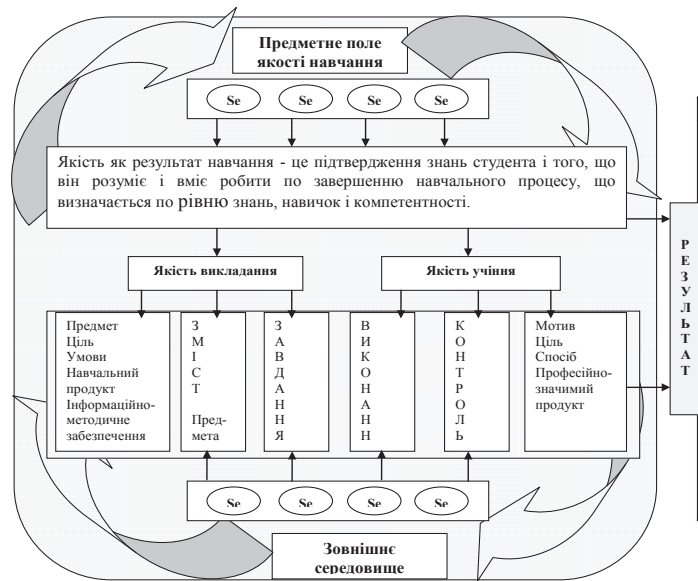 Предметне поле
якості навчання
Se Se Se Se
Якість як результат навчання - це підтвердження знань студента і того, що
він розуміє і вміє робити по завершенню навчального процесу, що
визначається по рівню знань, навичок і компетентності.
Якість викладання
Якість учіння
Предмет
Ціль
Умови
Навчальний
продукт
Інформаційно-
методичне
забезпечення
З
М
І
С
Т
Пред-
мета
З
А
В
Д
А
Н
Н
Я
В
И
К
О
Н
А
Н
Н
К
О
Н
Т
Р
О
Л
Ь
Мотив
Ціль
Спосіб
Професійно-
значимий
продукт
Р
Е
З
У
Л
Ь
Т
А
Т
Se Se Se Se
Зовнішнє
середовище